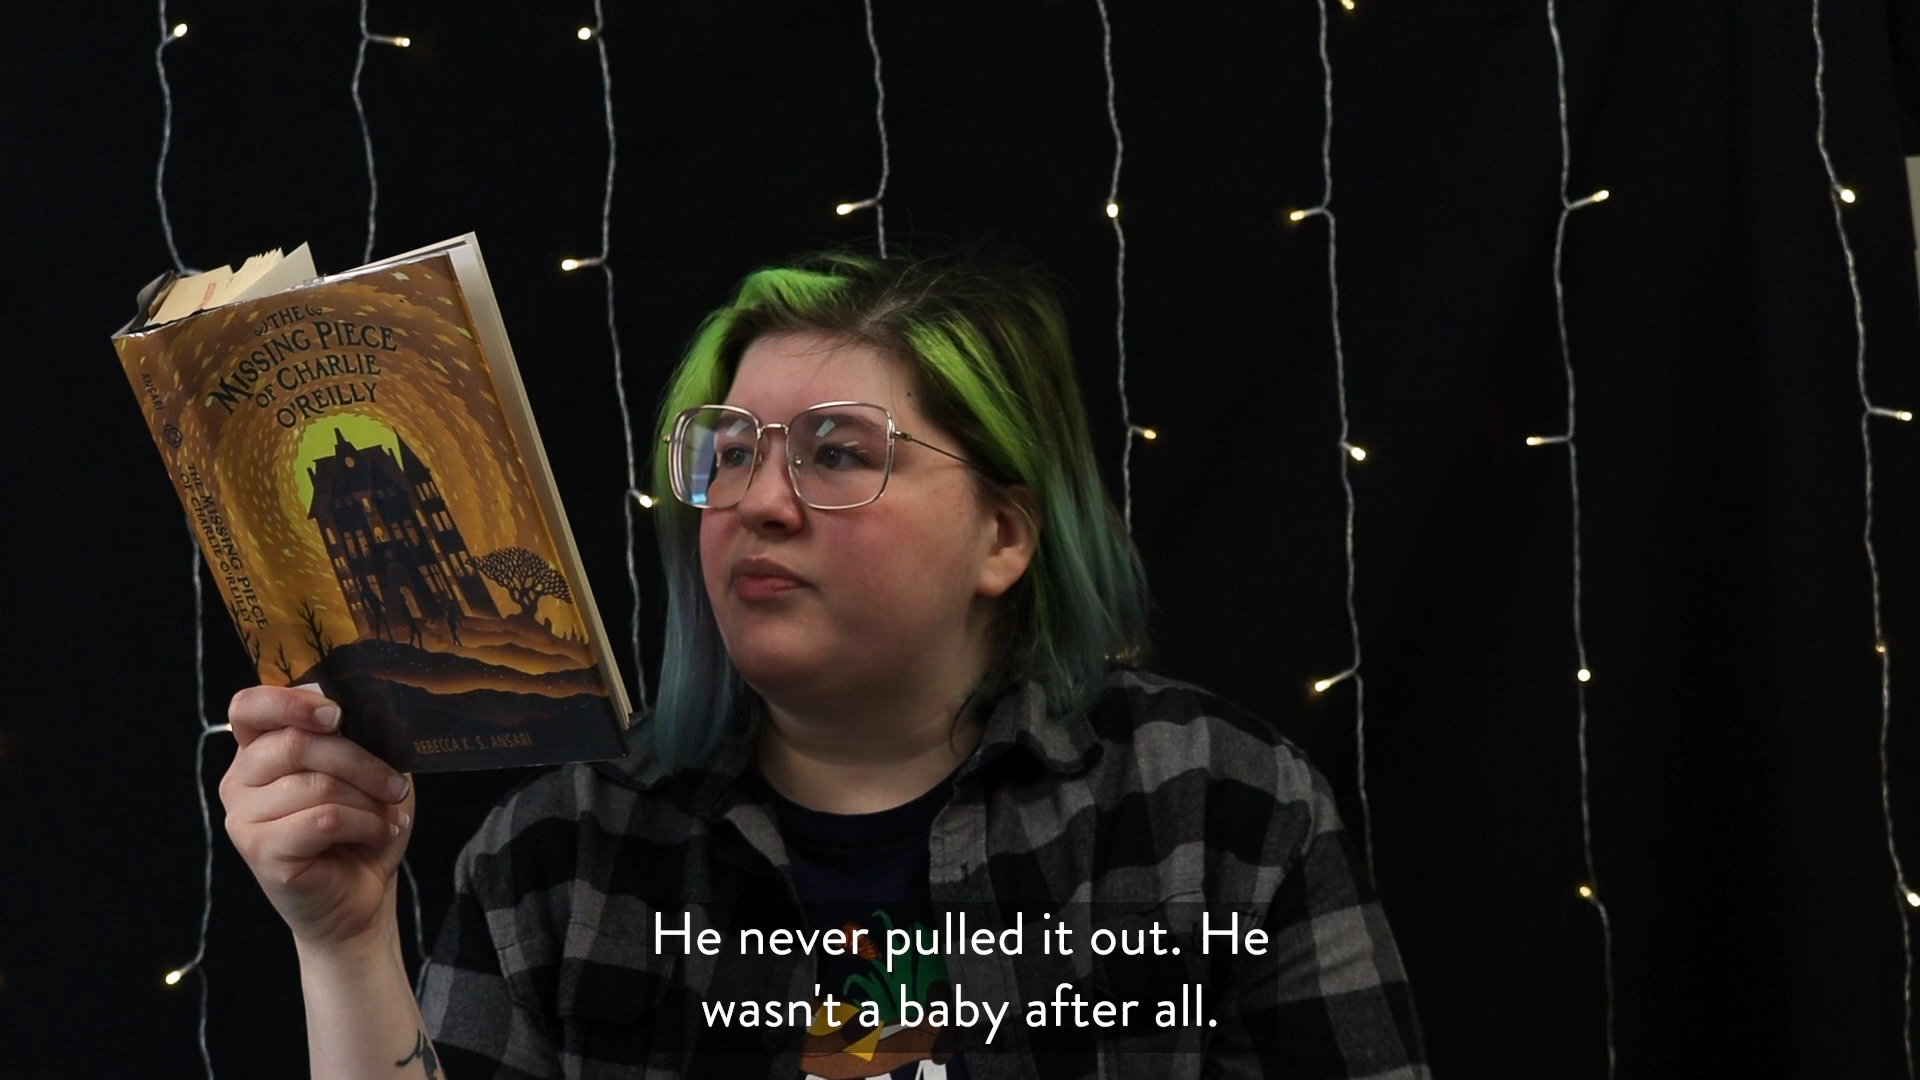 THE
MISSING PIECE
OF CHARLIE
O'REILLY
ANSARI
THE MISSING PIECE
OF CHARLIE O'REILLY
REBECCA K. S. ANSARI
He never pulled it out. He
wasn't a baby after all.